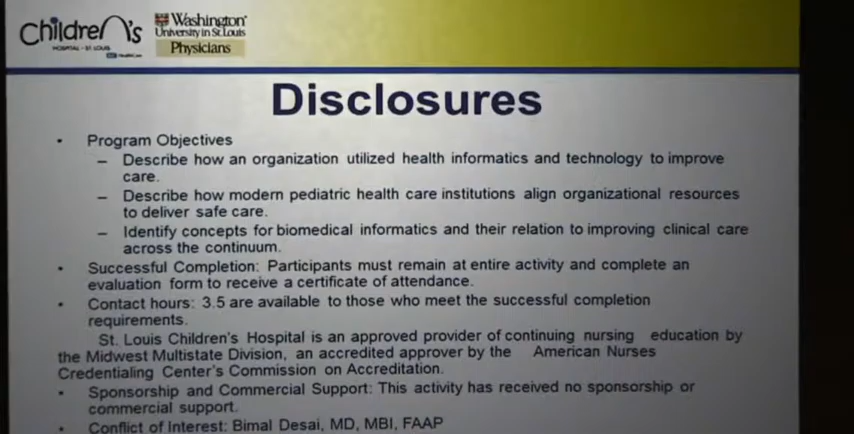 Children's
HOSPITAL • ST. LOUIS
Washington
University in St. Louis
Physicians
Disclosures
• Program Objectives
– Describe how an organization utilized health informatics and technology to improve
care.
– Describe how modern pediatric health care institutions align organizational resources
to deliver safe care.
– Identify concepts for biomedical informatics and their relation to improving clinical care
across the continuum.
• Successful Completion: Participants must remain at entire activity and complete an
evaluation form to receive a certificate of attendance.
• Contact hours: 3.5 are available to those who meet the successful completion
requirements.
St. Louis Children's Hospital is an approved provider of continuing nursing education by
the Midwest Multistate Division, an accredited approver by the American Nurses
Credentialing Center's Commission on Accreditation.
• Sponsorship and Commercial Support: This activity has received no sponsorship or
commercial support.
• Conflict of Interest: Bimal Desai, MD, MBI, FAAP